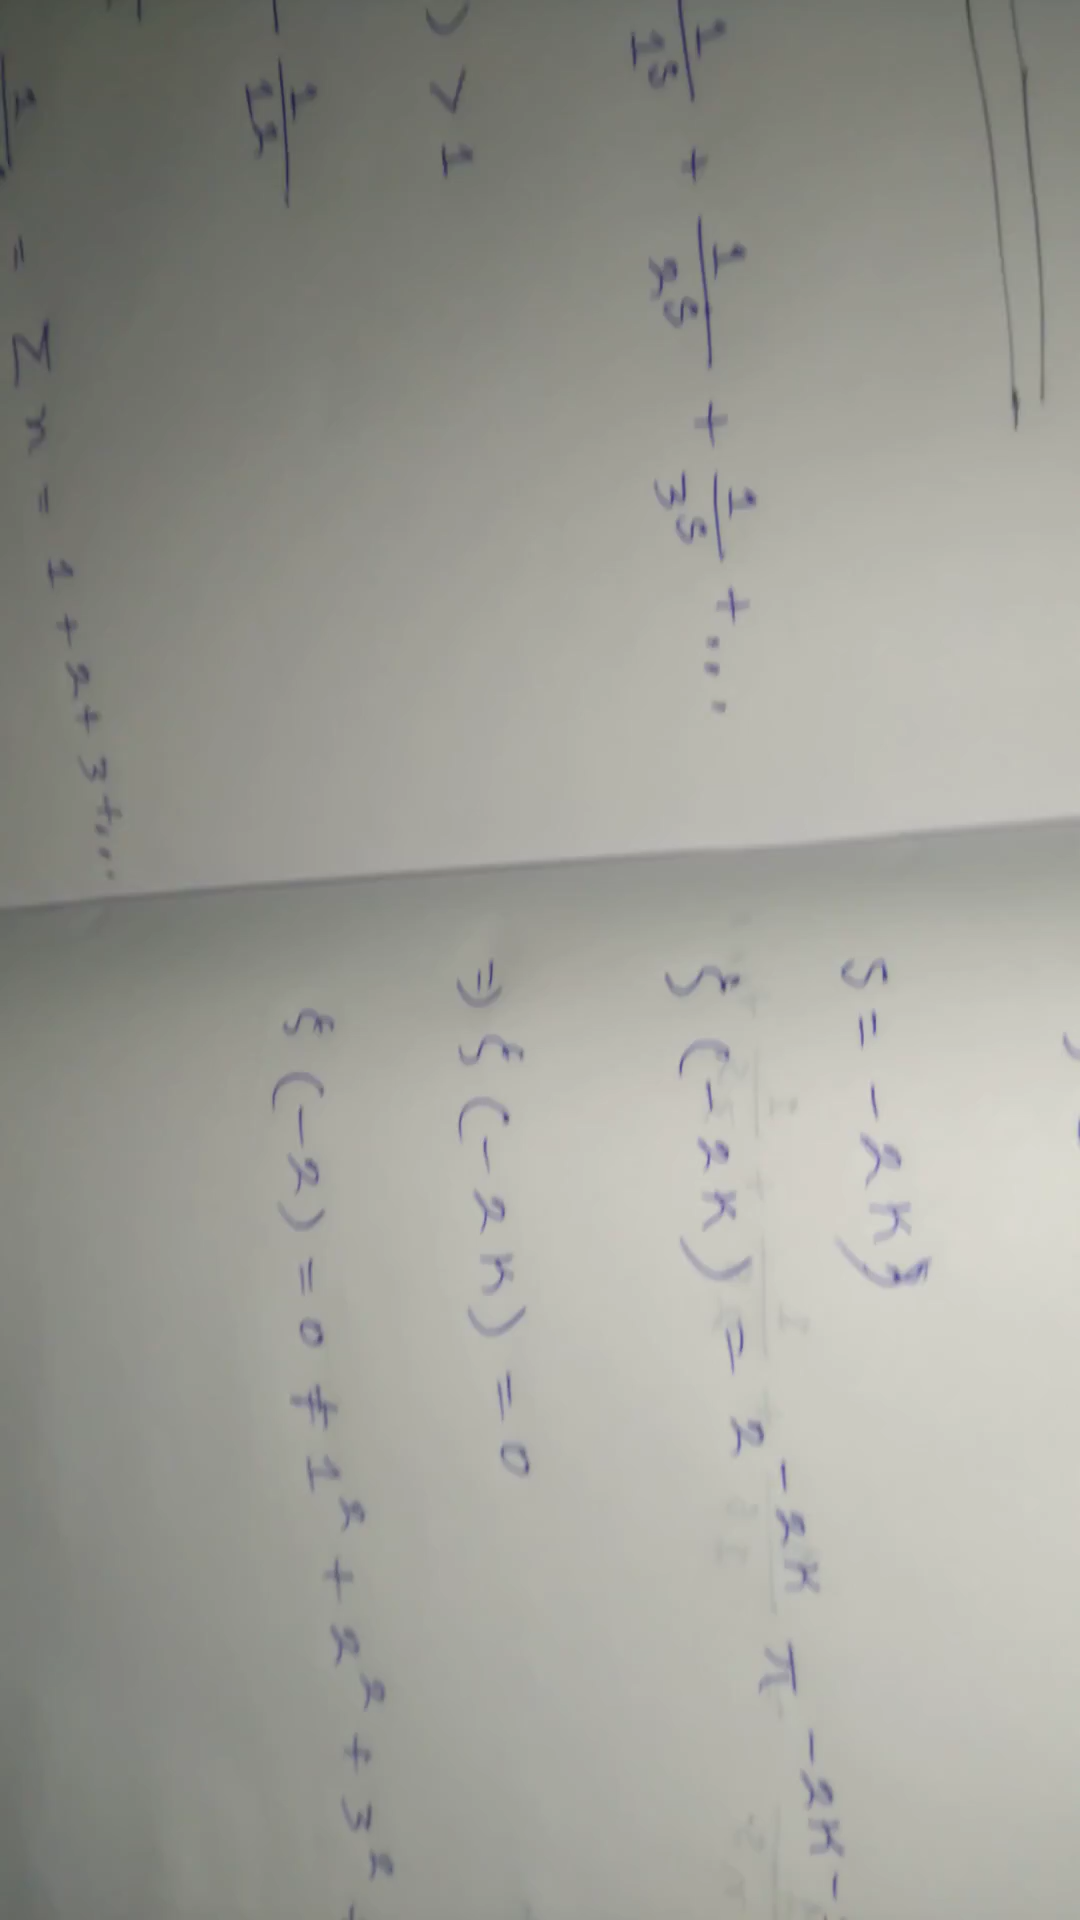 1/1^s + 1/2^s + 1/3^s + ...
) > 1
- 1/12
1 = Σ n = 1 + 2 + 3 + ...
s = -2K}
ξ (-2K) = 2^-2K π^-2K-
=> ξ (-2K) = 0
ξ (-2) = 0 ≠ 1^2 + 2^2 + 3^2